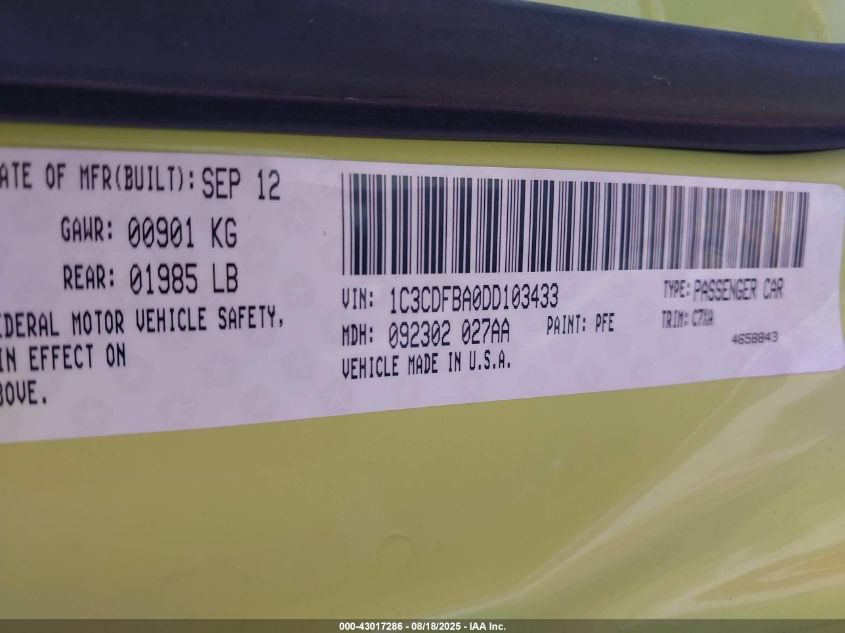 ATE OF MFR(BUILT): SEP 12
GAWR: 00901 KG
REAR: 01985 LB
EDERAL MOTOR VEHICLE SAFETY,
IN EFFECT ON
BOVE.
VIN: 1C3CDFBA0DD103433
TYPE: PASSENGER CAR
MDH: 092302 027AA
PAINT: PFE
TRIM: C7XA
VEHICLE MADE IN U.S.A.
4658843
000-43017286 - 08/18/2025 - IAA Inc.